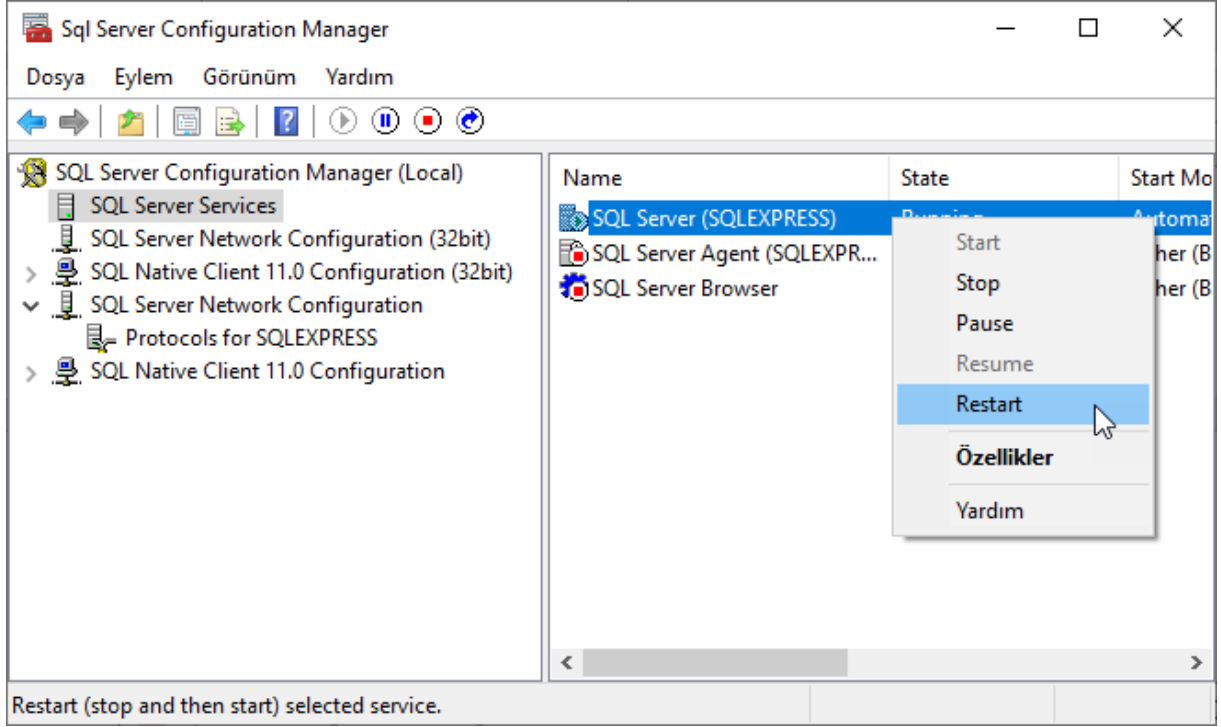 Sql Server Configuration Manager
Dosya Eylem Görünüm Yardım
SQL Server Configuration Manager (Local)
SQL Server Services
SQL Server Network Configuration (32bit)
SQL Native Client 11.0 Configuration (32bit)
SQL Server Network Configuration
Protocols for SQLEXPRESS
SQL Native Client 11.0 Configuration
Name State Start Mo
SQL Server (SQLEXPRESS) Running Automa
SQL Server Agent (SQLEXPR... her (B
SQL Server Browser her (B
Start
Stop
Pause
Resume
Restart
Özellikler
Yardım
Restart (stop and then start) selected service.